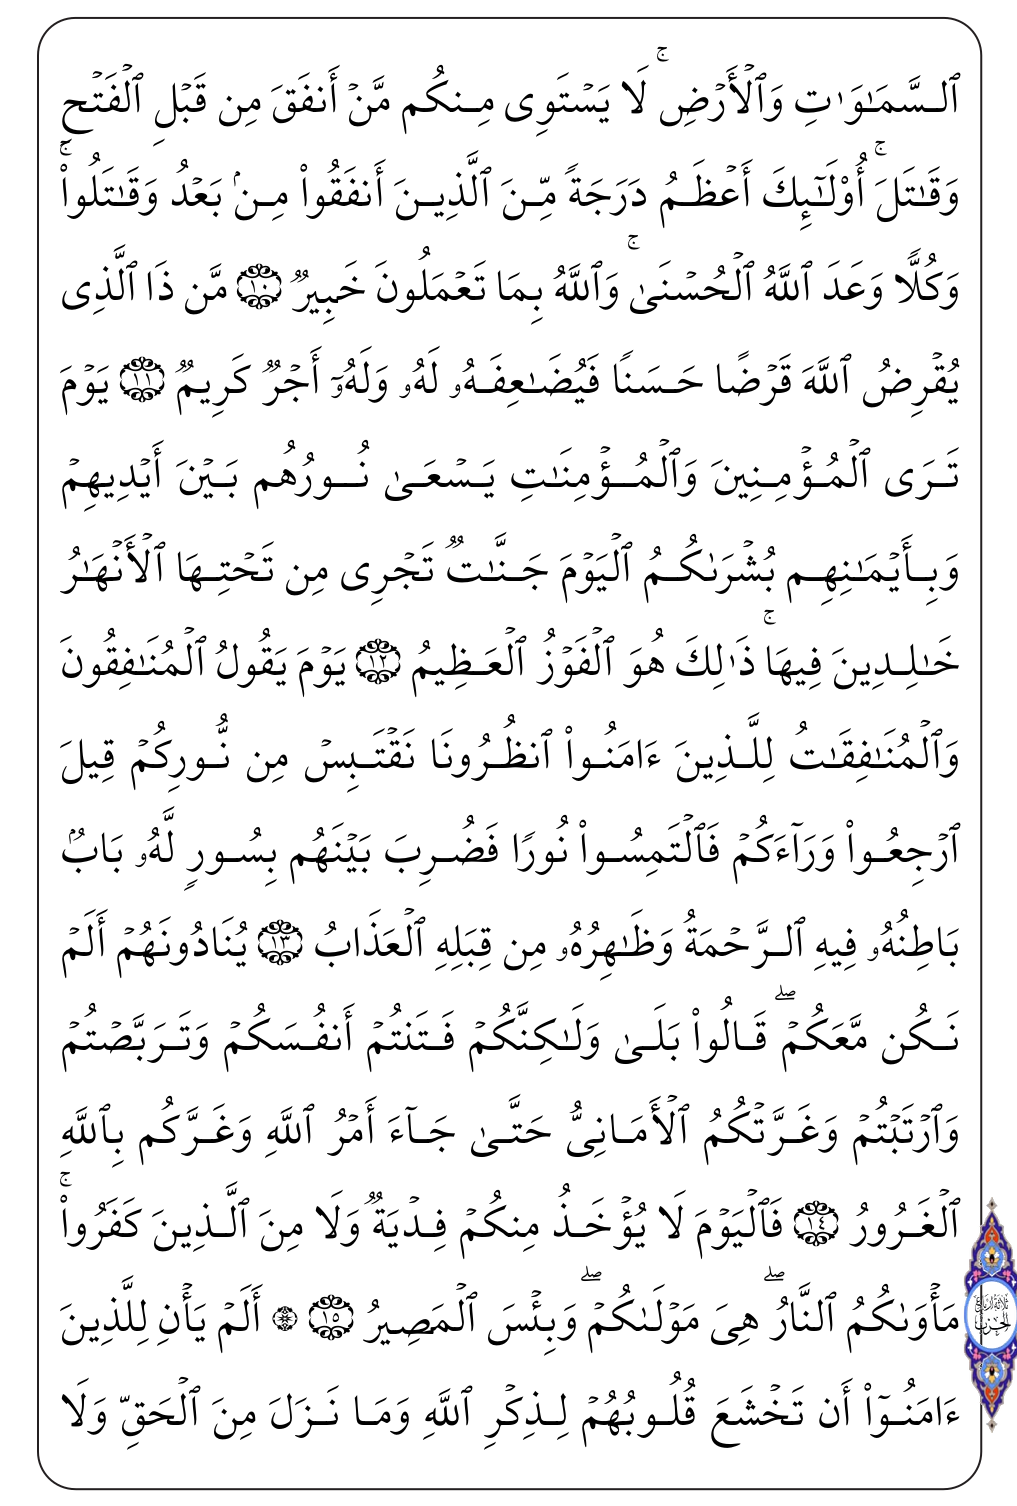 ٱلسَّمَٰوَٰتِ وَٱلۡأَرۡضِۚ لَا يَسۡتَوِى مِنكُم مَّنۡ أَنفَقَ مِن قَبۡلِ ٱلۡفَتۡحِ
وَقَٰتَلَۚ أُوْلَٰٓئِكَ أَعۡظَمُ دَرَجَةٗ مِّنَ ٱلَّذِينَ أَنفَقُواْ مِنۢ بَعۡدُ وَقَٰتَلُواْۚ
وَكُلّٗا وَعَدَ ٱللَّهُ ٱلۡحُسۡنَىٰۚ وَٱللَّهُ بِمَا تَعۡمَلُونَ خَبِيرٞ ١٠ مَّن ذَا ٱلَّذِى
يُقۡرِضُ ٱللَّهَ قَرۡضًا حَسَنٗا فَيُضَٰعِفَهُۥ لَهُۥ وَلَهُۥٓ أَجۡرٞ كَرِيمٞ ١١ يَوۡمَ
تَرَى ٱلۡمُؤۡمِنِينَ وَٱلۡمُؤۡمِنَٰتِ يَسۡعَىٰ نُورُهُم بَيۡنَ أَيۡدِيهِمۡ
وَبِأَيۡمَٰنِهِم بُشۡرَىٰكُمُ ٱلۡيَوۡمَ جَنَّٰتٞ تَجۡرِى مِن تَحۡتِهَا ٱلۡأَنۡهَٰرُ
خَٰلِدِينَ فِيهَاۚ ذَٰلِكَ هُوَ ٱلۡفَوۡزُ ٱلۡعَظِيمُ ١٢ يَوۡمَ يَقُولُ ٱلۡمُنَٰفِقُونَ
وَٱلۡمُنَٰفِقَٰتُ لِلَّذِينَ ءَامَنُواْ ٱنظُرُونَا نَقۡتَبِسۡ مِن نُّورِكُمۡ قِيلَ
ٱرۡجِعُواْ وَرَآءَكُمۡ فَٱلۡتَمِسُواْ نُورٗا فَضُرِبَ بَيۡنَهُم بِسُورٖ لَّهُۥ بَابُۢ
بَاطِنُهُۥ فِيهِ ٱلرَّحۡمَةُ وَظَٰهِرُهُۥ مِن قِبَلِهِ ٱلۡعَذَابُ ١٣ يُنَادُونَهُمۡ أَلَمۡ
نَكُن مَّعَكُمۡۖ قَالُواْ بَلَىٰ وَلَٰكِنَّكُمۡ فَتَنتُمۡ أَنفُسَكُمۡ وَتَرَبَّصۡتُمۡ
وَٱرۡتَبۡتُمۡ وَغَرَّتۡكُمُ ٱلۡأَمَانِىُّ حَتَّىٰ جَآءَ أَمۡرُ ٱللَّهِ وَغَرَّكُم بِٱللَّهِ
ٱلۡغَرُورُ ١٤ فَٱلۡيَوۡمَ لَا يُؤۡخَذُ مِنكُمۡ فِدۡيَةٞ وَلَا مِنَ ٱلَّذِينَ كَفَرُواْۚ
مَأۡوَىٰكُمُ ٱلنَّارُۖ هِىَ مَوۡلَىٰكُمۡۖ وَبِئۡسَ ٱلۡمَصِيرُ ١٥ ۞ أَلَمۡ يَأۡنِ لِلَّذِينَ
ثلاثة أرباع
الحزب
ءَامَنُوٓاْ أَن تَخۡشَعَ قُلُوبُهُمۡ لِذِكۡرِ ٱللَّهِ وَمَا نَزَلَ مِنَ ٱلۡحَقِّ وَلَا